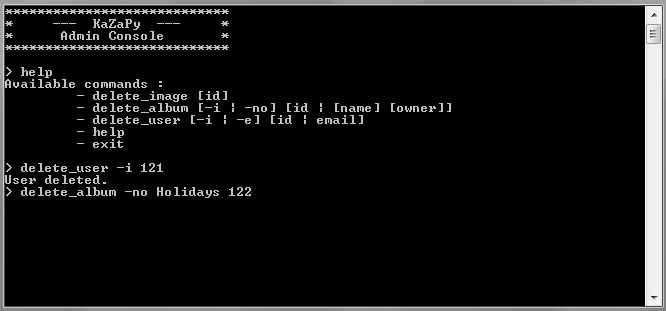 ****************************
*     ---  KaZaPy  ---     *
*      Admin Console       *
****************************
> help
Available commands :
         - delete_image [id]
         - delete_album [-i ¦ -no] [id ¦ [name] [owner]]
         - delete_user [-i ¦ -e] [id ¦ email]
         - help
         - exit
> delete_user -i 121
User deleted.
> delete_album -no Holidays 122